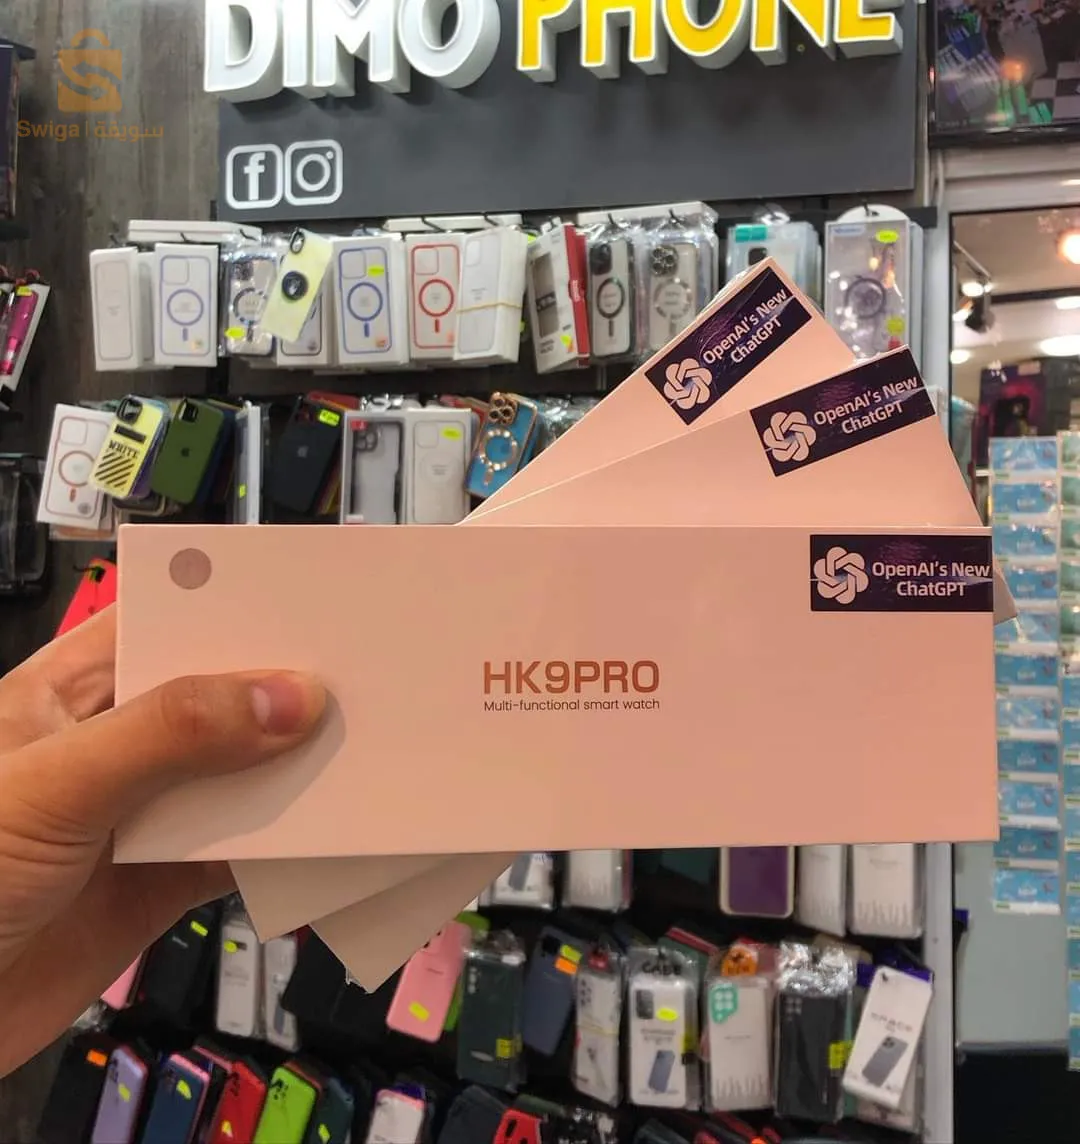 DIMO PHONE
Swiga | سويقة
OpenAI's New
ChatGPT
OpenAI's New
ChatGPT
OpenAI's New
ChatGPT
WHITE
HK9PRO
Multi-functional smart watch